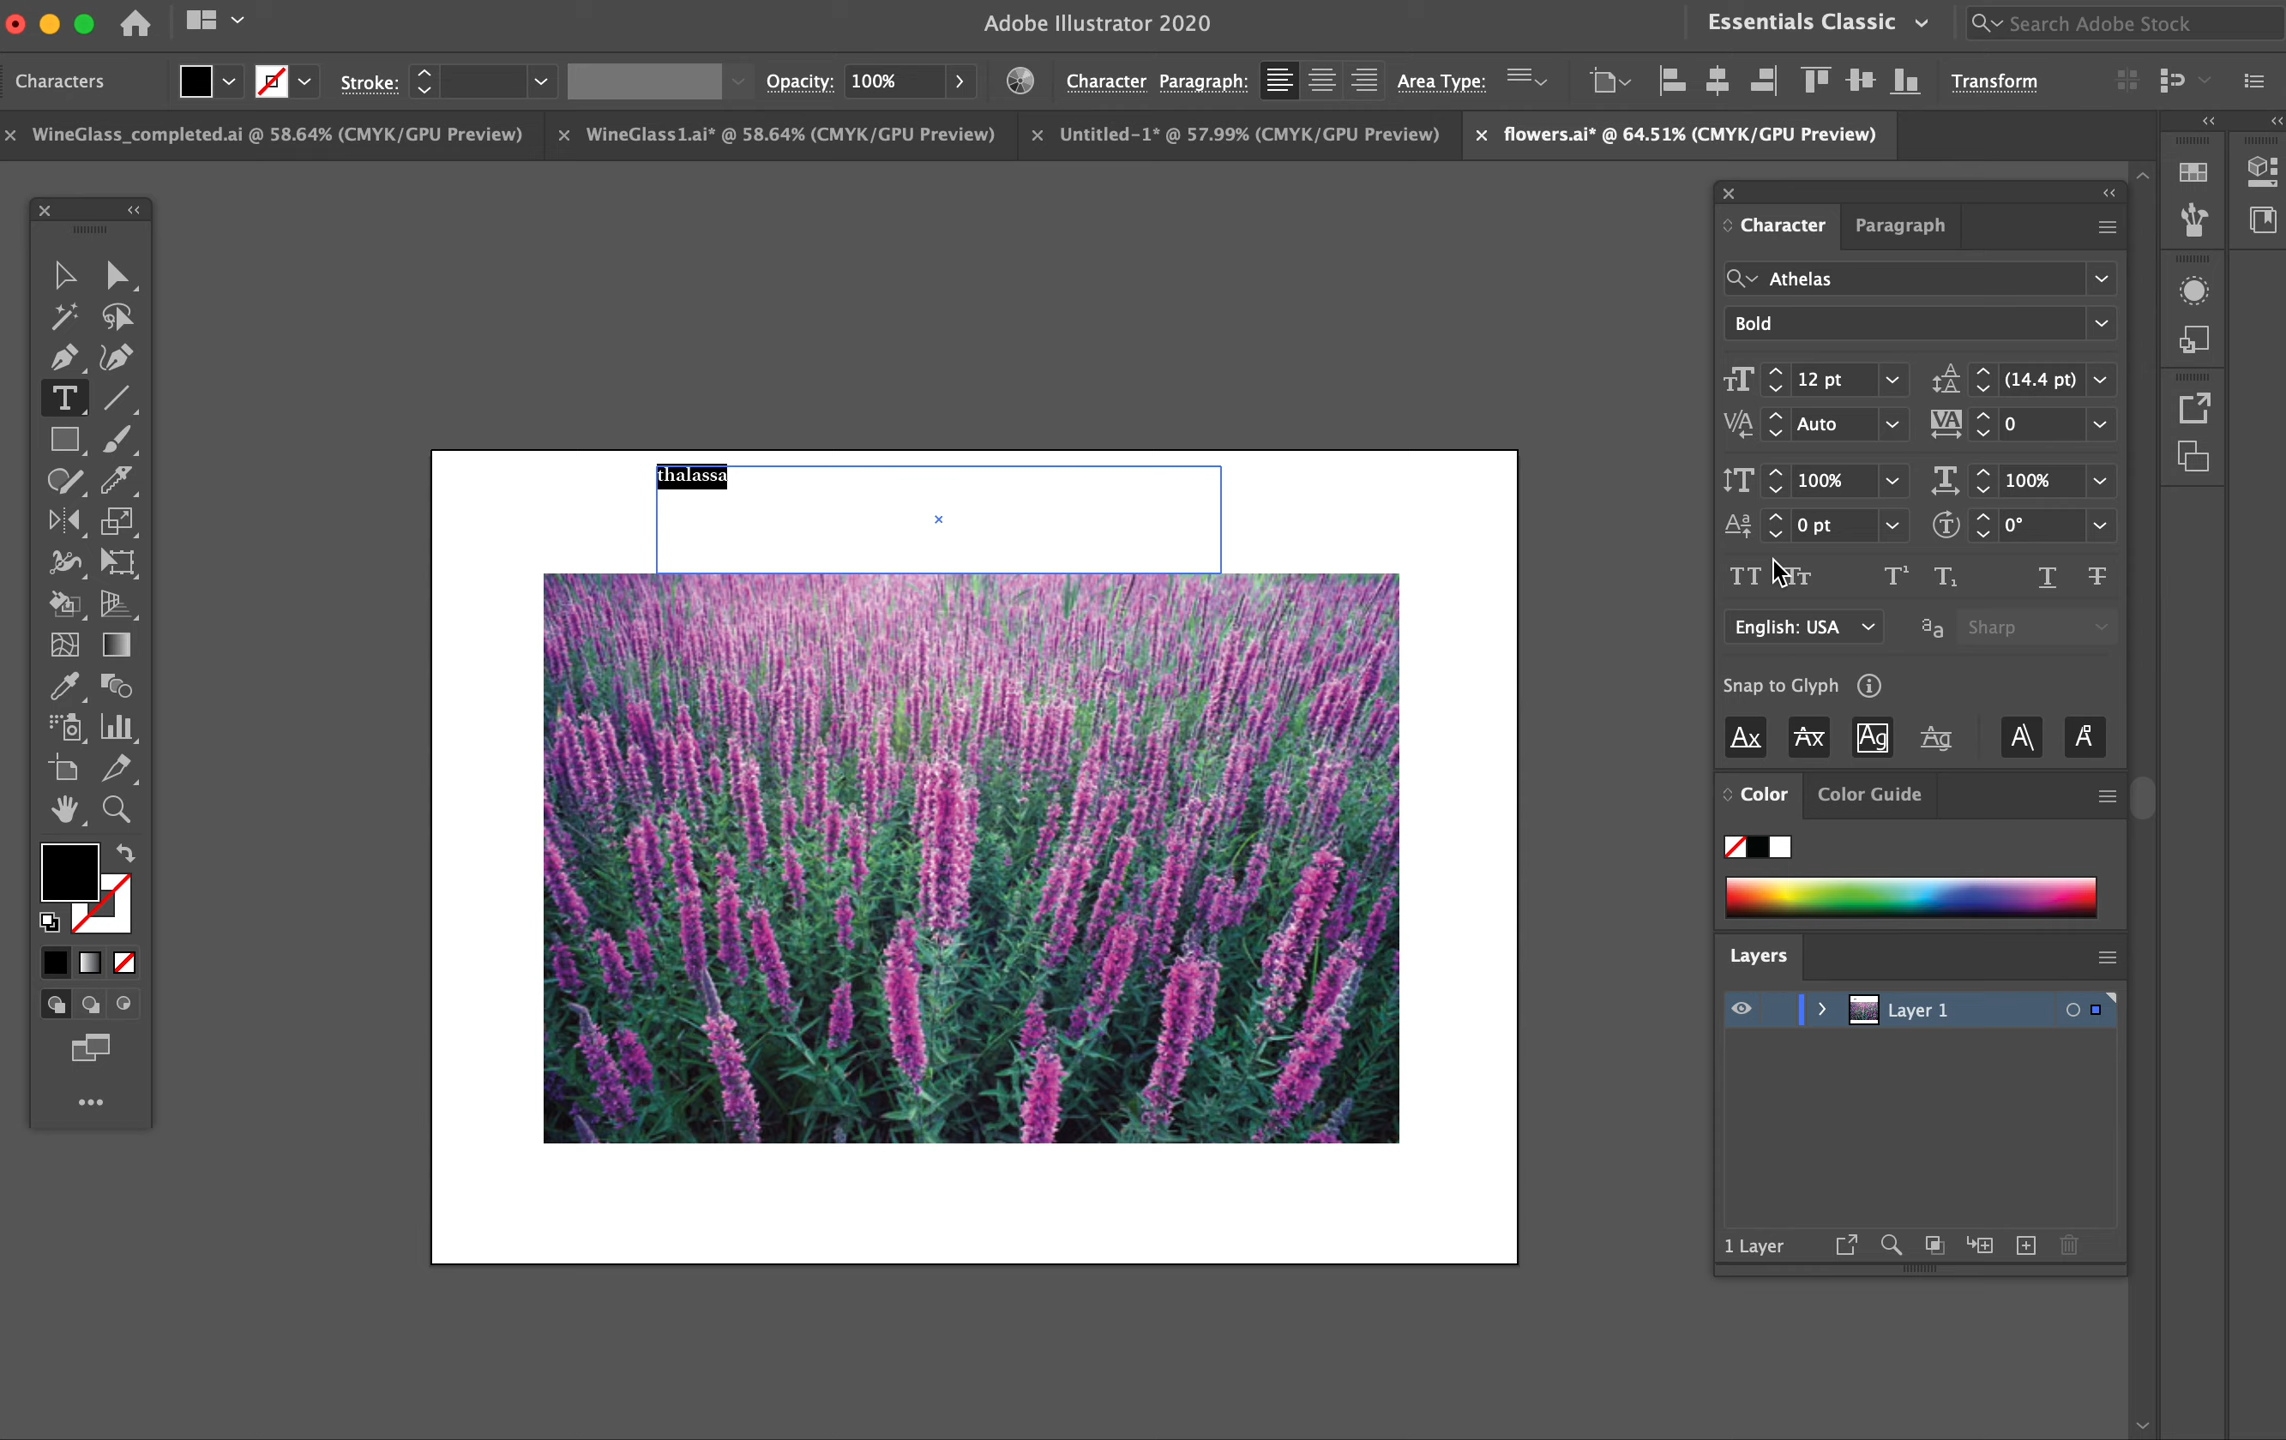 Adobe Illustrator 2020
Essentials Classic
Search Adobe Stock
Characters
Stroke:
Opacity:
100%
Character
Paragraph:
Area Type:
Transform
WineGlass_completed.ai @ 58.64% (CMYK/GPU Preview)
WineGlass1.ai* @ 58.64% (CMYK/GPU Preview)
Untitled-1* @ 57.99% (CMYK/GPU Preview)
flowers.ai* @ 64.51% (CMYK/GPU Preview)
thalassa
Character
Paragraph
Athelas
Bold
12 pt
(14.4 pt)
Auto
0
100%
100%
0 pt
0°
English: USA
Sharp
Snap to Glyph
Color
Color Guide
Layers
Layer 1
1 Layer